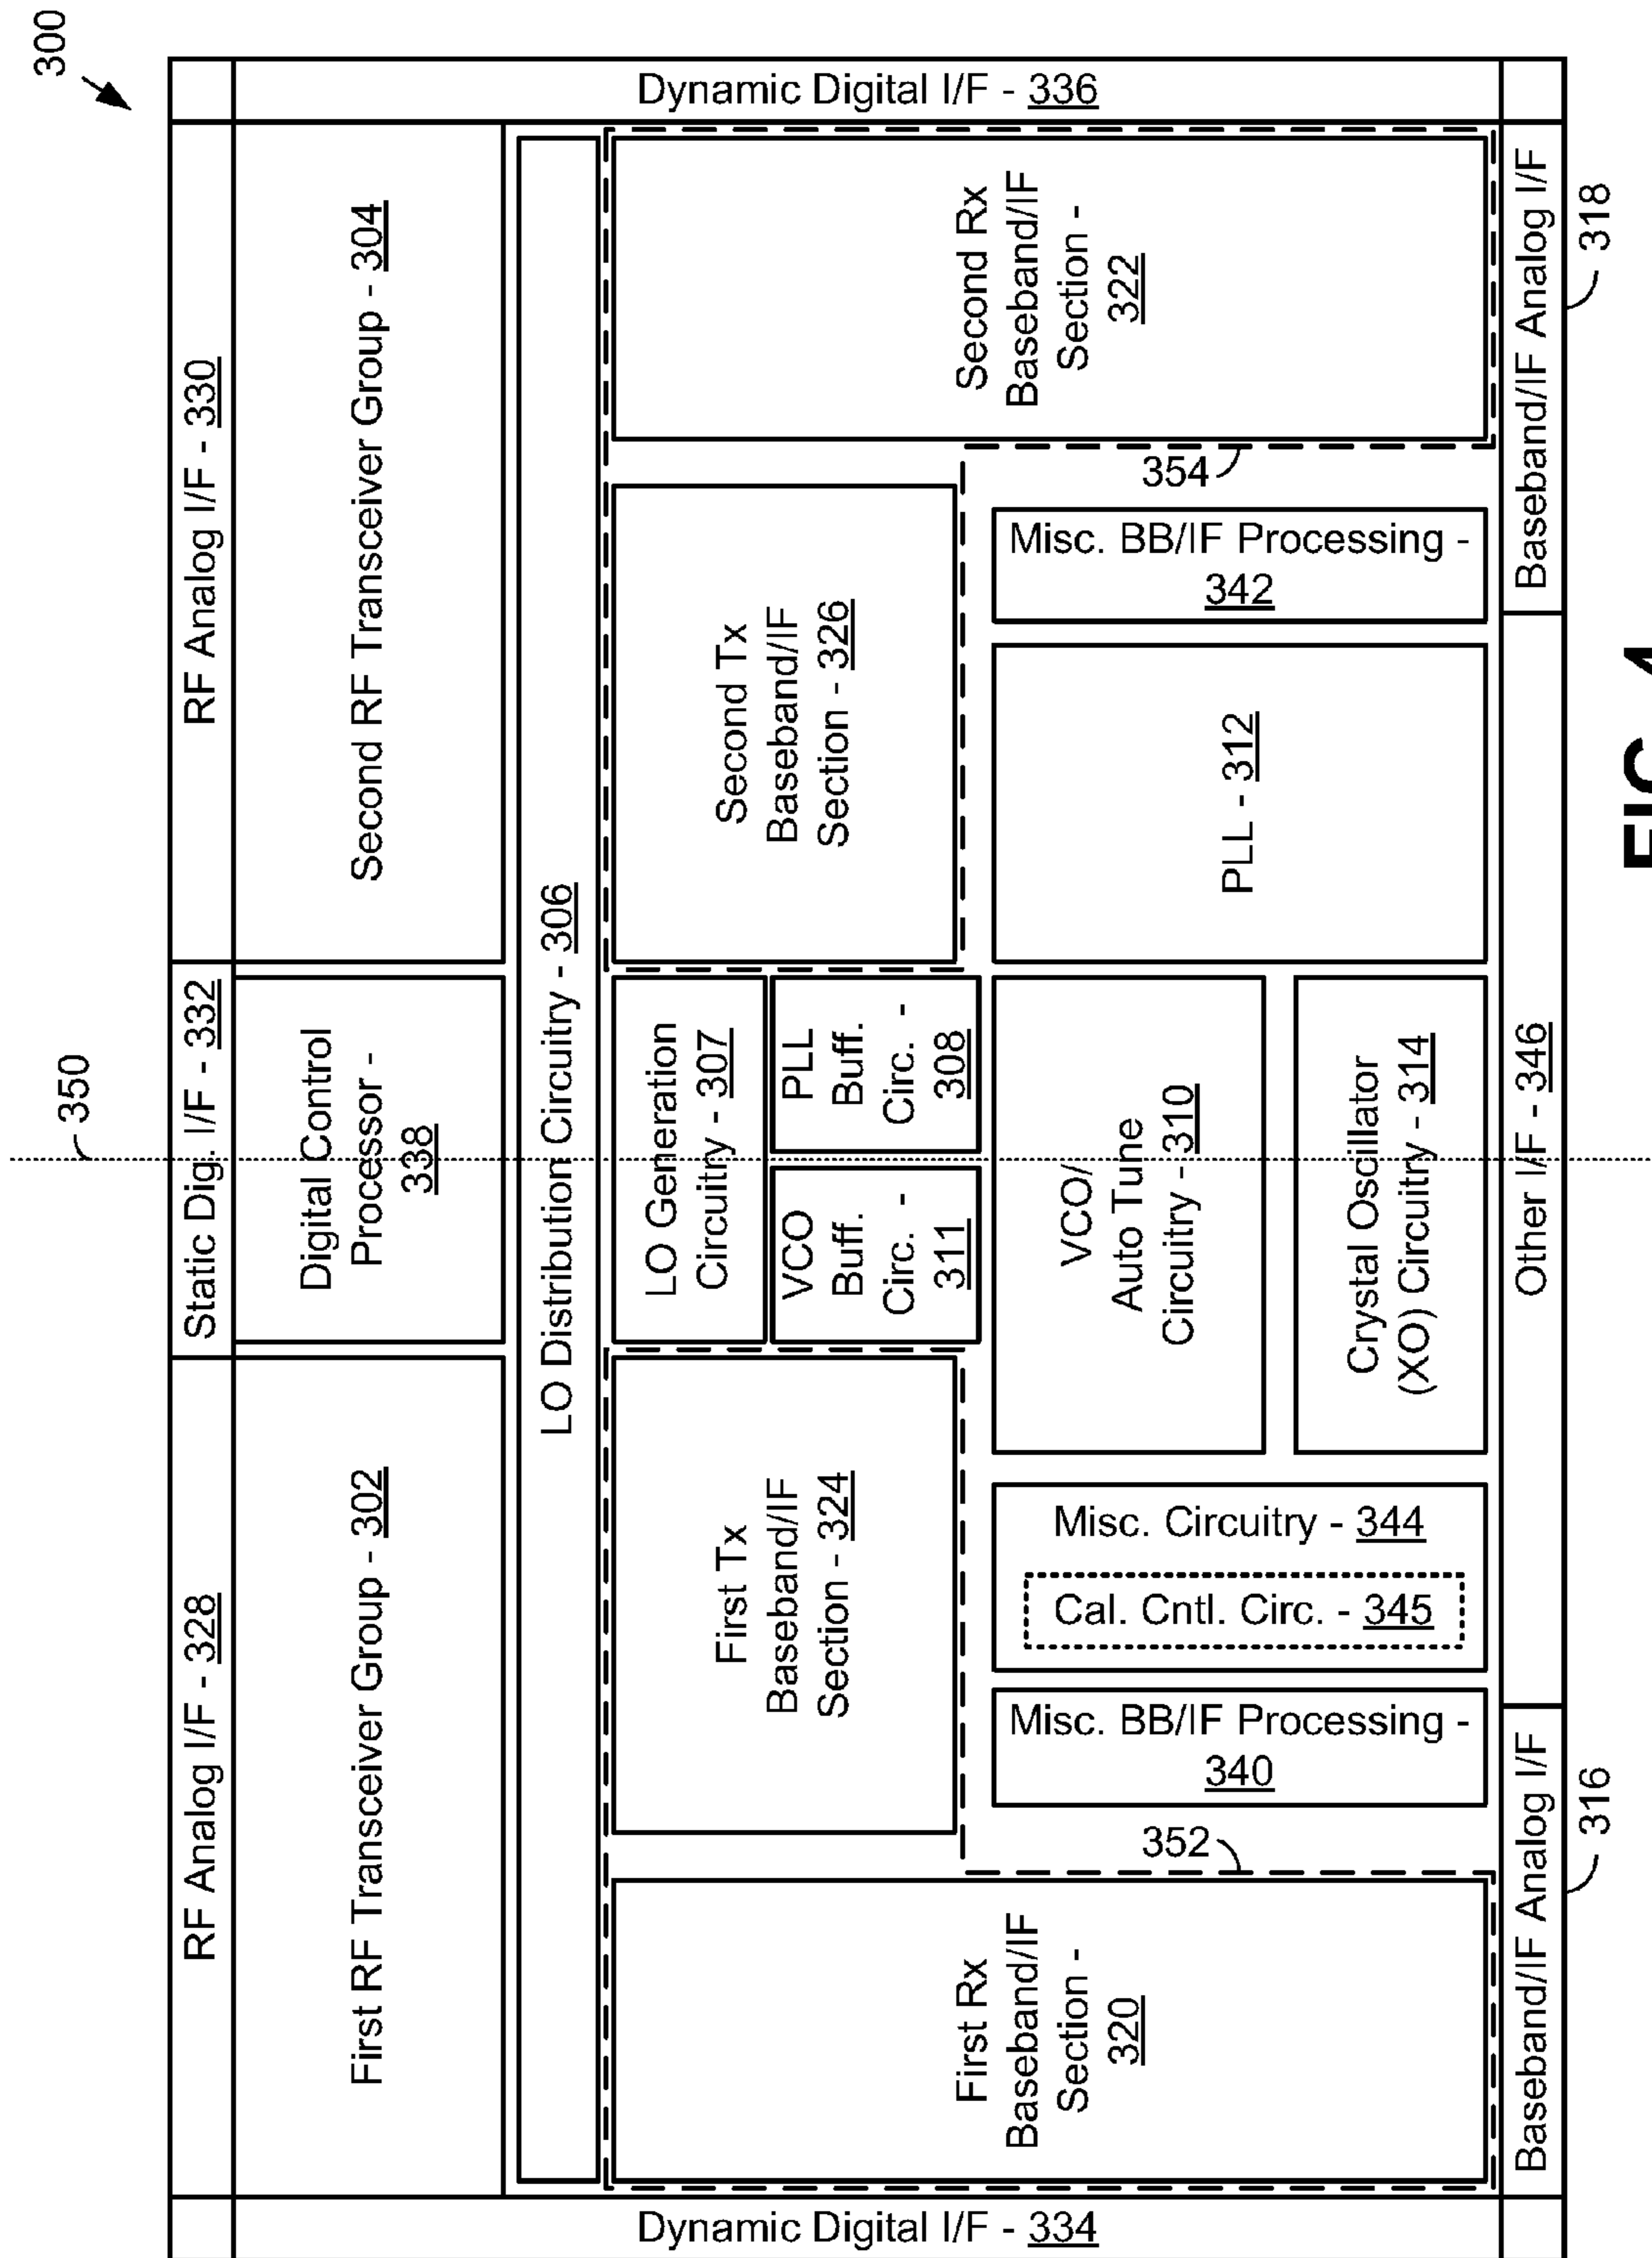 300
350
RF Analog I/F - 328
Static Dig. I/F - 332
RF Analog I/F - 330
First RF Transceiver Group - 302
Digital Control
Processor -
338
Second RF Transceiver Group - 304
Dynamic Digital I/F - 334
Dynamic Digital I/F - 336
LO Distribution Circuitry - 306
First Rx
Baseband/IF
Section -
320
First Tx
Baseband/IF
Section - 324
LO Generation
Circuitry - 307
VCO
Buff.
Circ. -
311
PLL
Buff.
Circ. -
308
Second Tx
Baseband/IF
Section - 326
Second Rx
Baseband/IF
Section -
322
352
Misc. BB/IF Processing -
340
Misc. Circuitry - 344
Cal. Cntl. Circ. - 345
VCO/
Auto Tune
Circuitry - 310
Crystal Oscillator
(XO) Circuitry - 314
PLL - 312
Misc. BB/IF Processing -
342
354
Baseband/IF Analog I/F
Other I/F - 346
Baseband/IF Analog I/F
316
318
FIG. 4